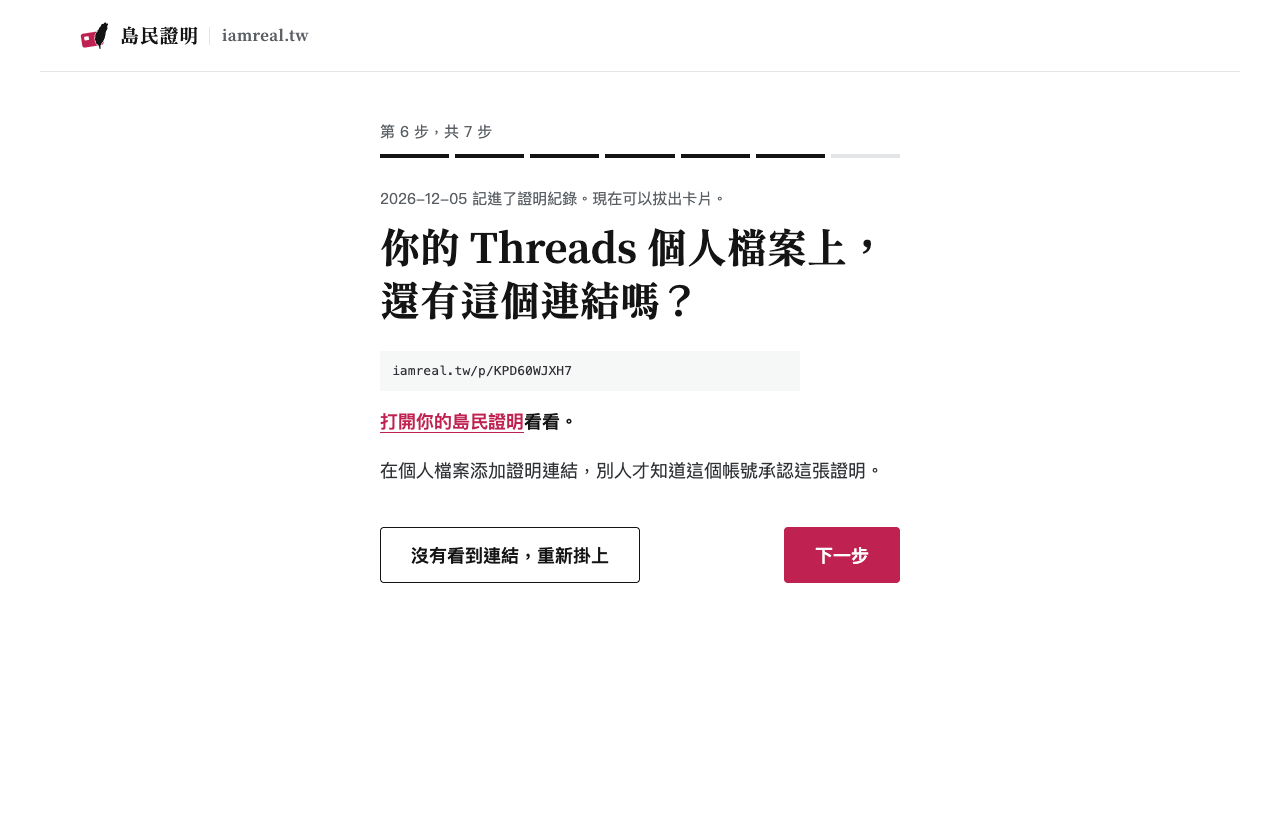 島民證明 iamreal.tw
第 6 步，共 7 步
2026–12–05 記進了證明紀錄。現在可以拔出卡片。
你的 Threads 個人檔案上，
還有這個連結嗎？
iamreal.tw/p/KPD60WJXH7
打開你的島民證明看看。
在個人檔案添加證明連結，別人才知道這個帳號承認這張證明。
沒有看到連結，重新掛上
下一步